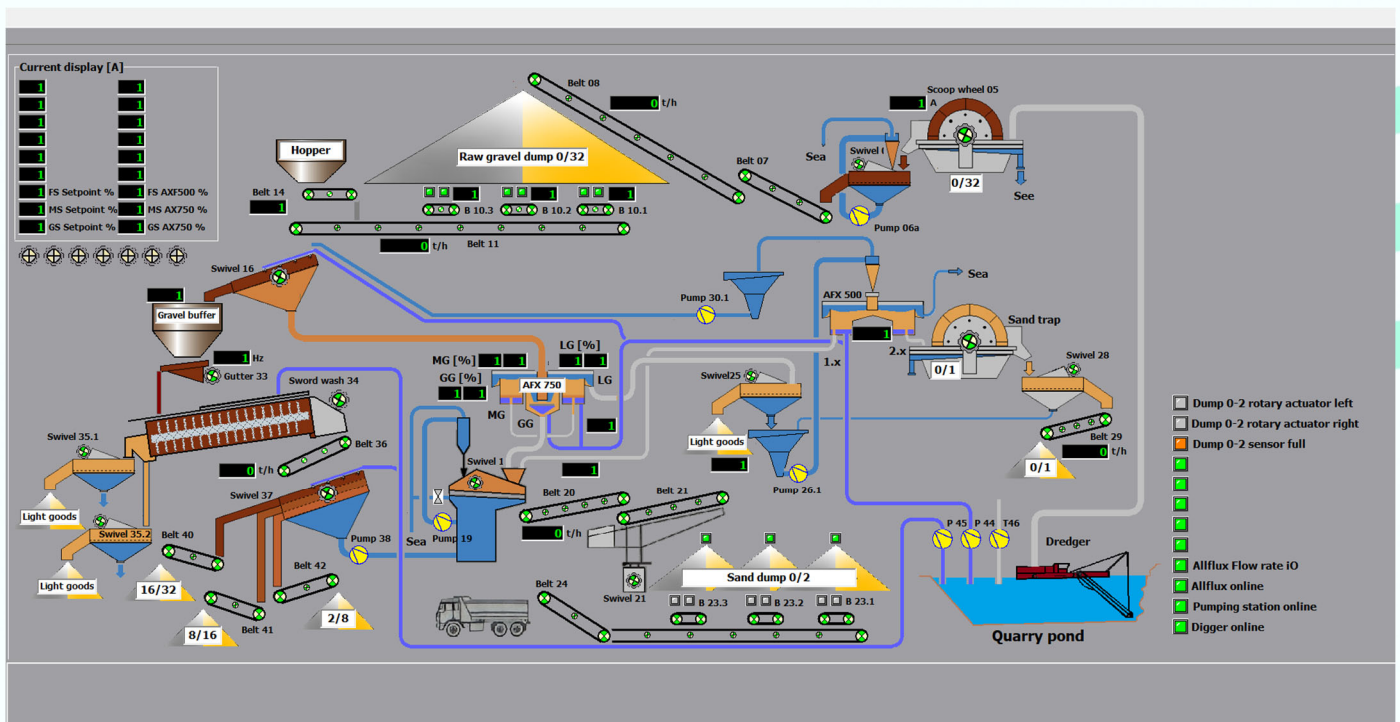 Current display [A]
1 1
1 1
1 1
1 1
1 1
1 1
1 FS Setpoint % 1 FS AXF500 %
1 MS Setpoint % 1 MS AX750 %
1 GS Setpoint % 1 GS AX750 %
Belt 08
0 t/h
Hopper
Raw gravel dump 0/32
Belt 14
1
1 1 1
B 10.3 B 10.2 B 10.1
Belt 11
0 t/h
Belt 07
Scoop wheel 05
1 A
Sea
Swivel
0/32
See
Pump 06a
Swivel 16
1
Gravel buffer
1 Hz
Gutter 33
Sword wash 34
Pump 30.1
AFX 500
Sea
1
1.x
2.x
Sand trap
0/1
Swivel 28
Belt 29
0 t/h
0/1
MG [%] 1 1
LG [%] 1 1
GG [%] 1 1
AFX 750
LG
MG
GG
1
Swivel25
Light goods
1
Pump 26.1
Swivel 35.1
Light goods
Belt 36
0 t/h
Swivel 37
Swivel 35.2
Light goods
Belt 40
16/32
8/16
Belt 41
Belt 42
2/8
Pump 38
Sea
Pump 19
Swivel 1
1
Belt 20
0 t/h
Belt 21
Swivel 21
Belt 24
Sand dump 0/2
B 23.3 B 23.2 B 23.1
P 45 P 44 T46
Dredger
Quarry pond
Dump 0-2 rotary actuator left
Dump 0-2 rotary actuator right
Dump 0-2 sensor full
Allflux Flow rate iO
Allflux online
Pumping station online
Digger online